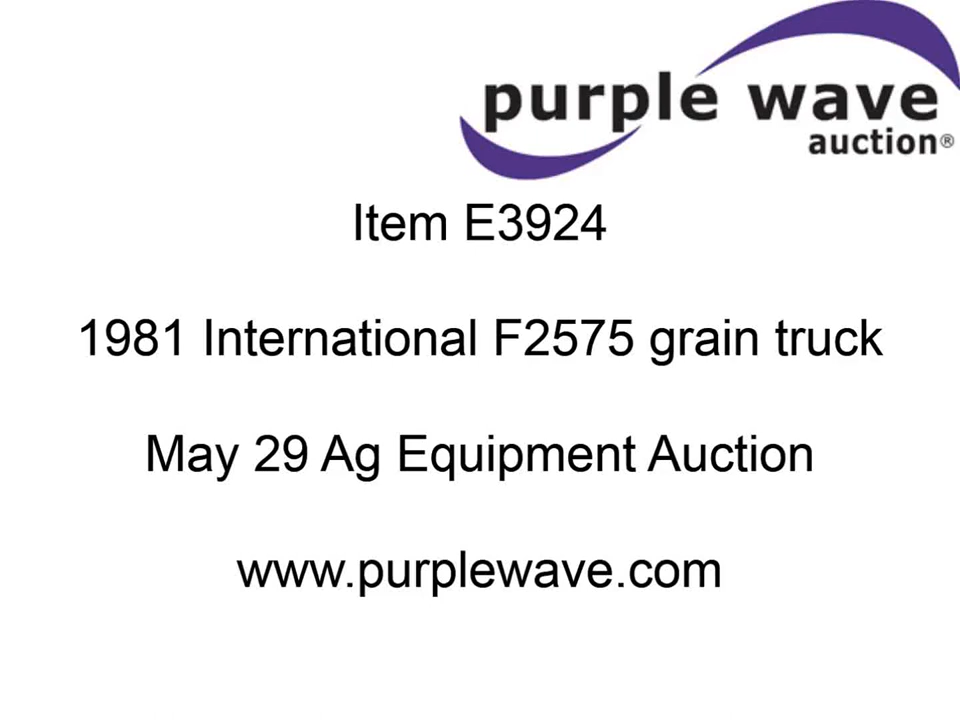 purple wave
auction®
Item E3924
1981 International F2575 grain truck
May 29 Ag Equipment Auction
www.purplewave.com